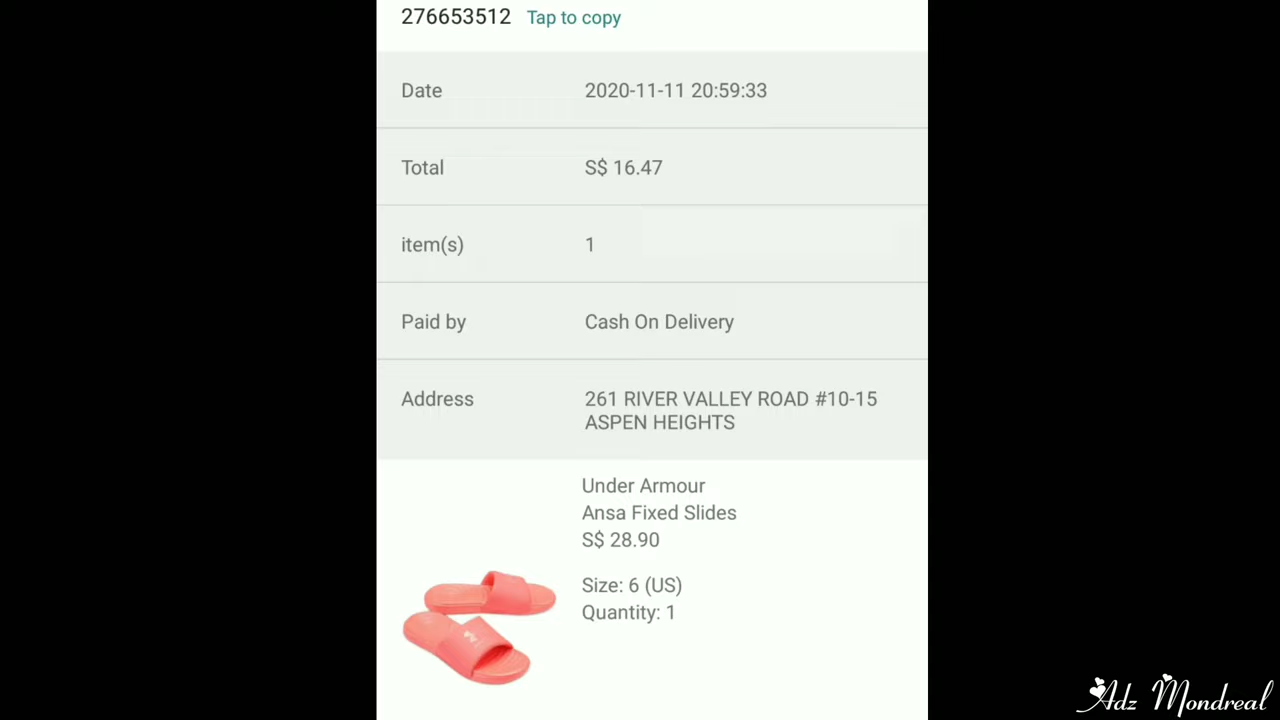 276653512 Tap to copy
Date 2020-11-11 20:59:33
Total S$ 16.47
item(s) 1
Paid by Cash On Delivery
Address 261 RIVER VALLEY ROAD #10-15
ASPEN HEIGHTS
Under Armour
Ansa Fixed Slides
S$ 28.90
Size: 6 (US)
Quantity: 1
Adz Mondreal